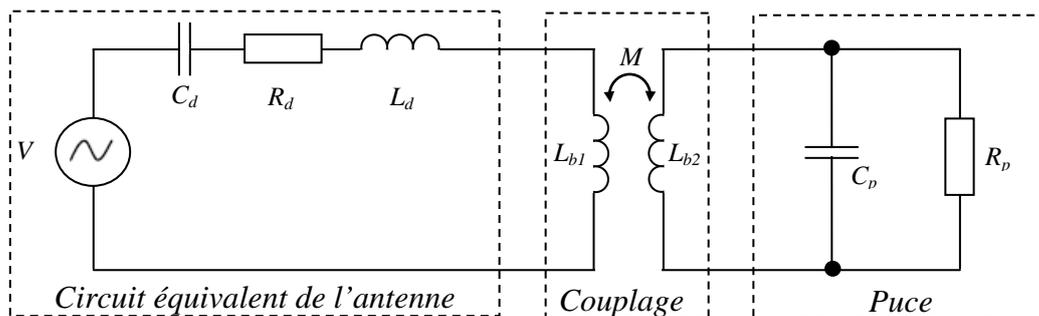 M
C_d
R_d
L_d
V
L_b1
L_b2
C_p
R_p
Circuit équivalent de l'antenne
Couplage
Puce